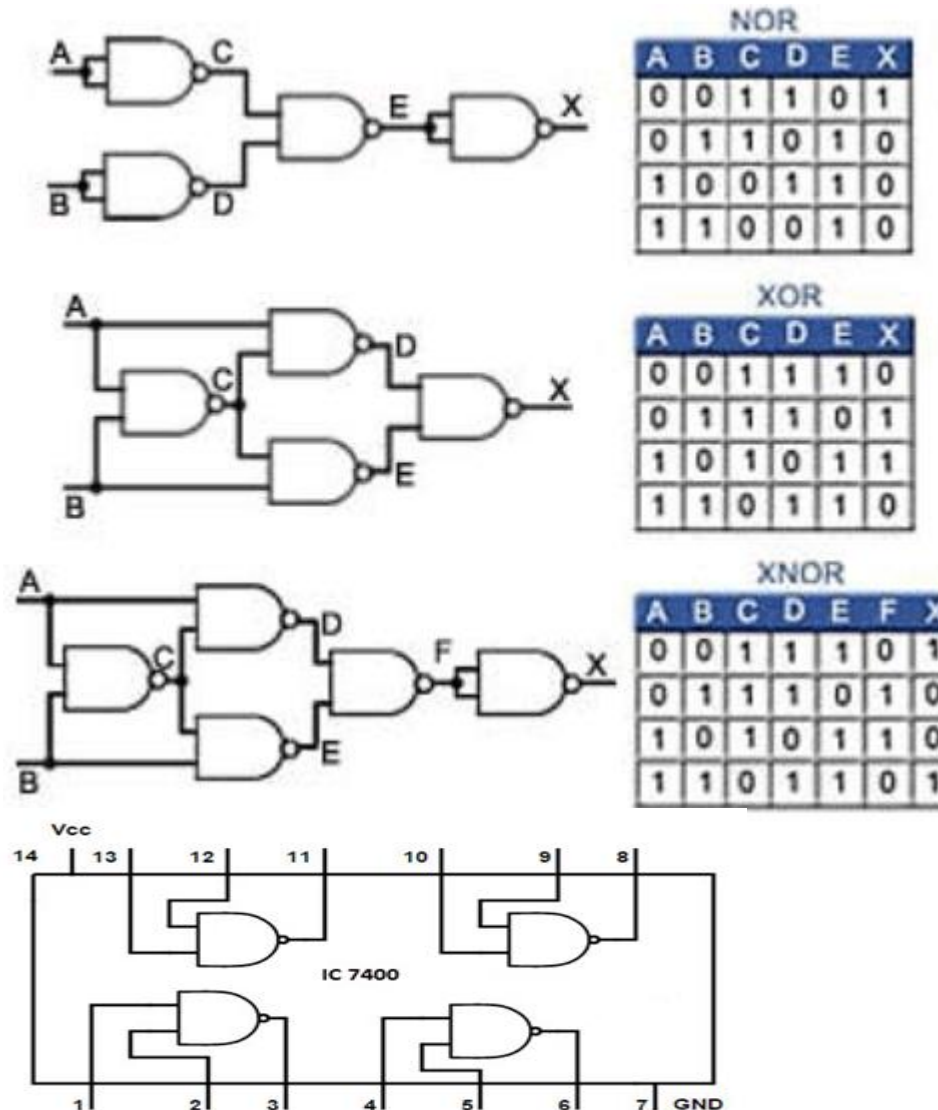 NOR
A C
E X
B D
A B C D E X
0 0 1 1 0 1
0 1 1 0 1 0
1 0 0 1 1 0
1 1 0 0 1 0
XOR
A
D
C
X
E
B
A B C D E X
0 0 1 1 1 0
0 1 1 1 0 1
1 0 1 0 1 1
1 1 0 1 1 0
XNOR
A
D
C F X
E
B
A B C D E F X
0 0 1 1 1 0 1
0 1 1 1 0 1 0
1 0 1 0 1 1 0
1 1 0 1 1 0 1
Vcc
14 13 12 11 10 9 8
IC 7400
1 2 3 4 5 6 7 GND